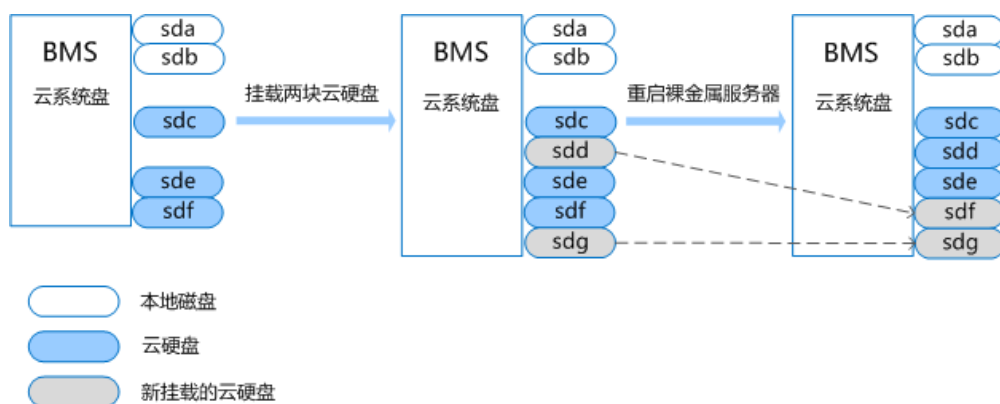 BMS
云系统盘
sda
sdb
sdc
sde
sdf
挂载两块云硬盘
BMS
云系统盘
sda
sdb
sdc
sdd
sde
sdf
sdg
重启裸金属服务器
BMS
云系统盘
sda
sdb
sdc
sdd
sde
sdf
sdg
本地磁盘
云硬盘
新挂载的云硬盘